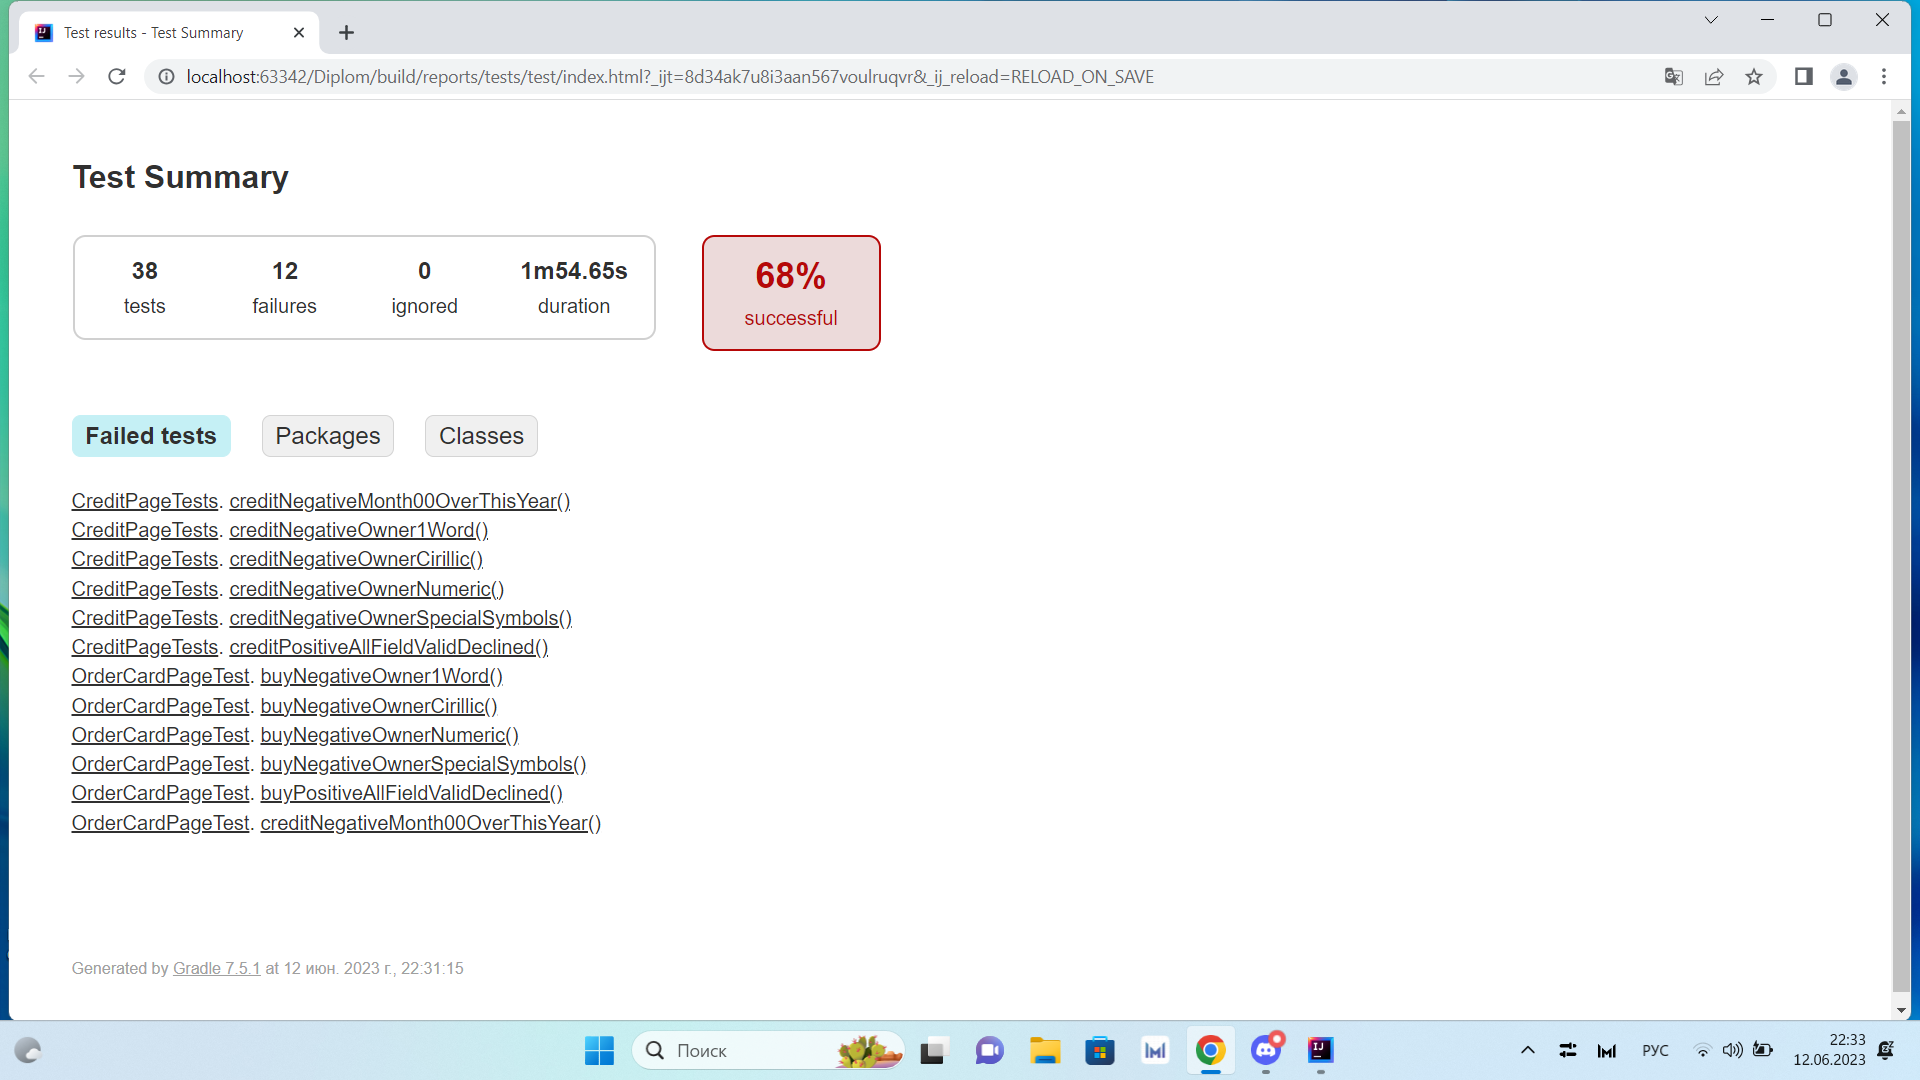 Test results - Test Summary
localhost:63342/Diplom/build/reports/tests/test/index.html?_ijt=8d34ak7u8i3aan567voulruqvr&_ij_reload=RELOAD_ON_SAVE
Test Summary
38 12 0 1m54.65s
tests failures ignored duration
68%
successful
Failed tests Packages Classes
CreditPageTests. creditNegativeMonth00OverThisYear()
CreditPageTests. creditNegativeOwner1Word()
CreditPageTests. creditNegativeOwnerCirillic()
CreditPageTests. creditNegativeOwnerNumeric()
CreditPageTests. creditNegativeOwnerSpecialSymbols()
CreditPageTests. creditPositiveAllFieldValidDeclined()
OrderCardPageTest. buyNegativeOwner1Word()
OrderCardPageTest. buyNegativeOwnerCirillic()
OrderCardPageTest. buyNegativeOwnerNumeric()
OrderCardPageTest. buyNegativeOwnerSpecialSymbols()
OrderCardPageTest. buyPositiveAllFieldValidDeclined()
OrderCardPageTest. creditNegativeMonth00OverThisYear()
Generated by Gradle 7.5.1 at 12 июн. 2023 г., 22:31:15
Поиск
РУС
22:33
12.06.2023